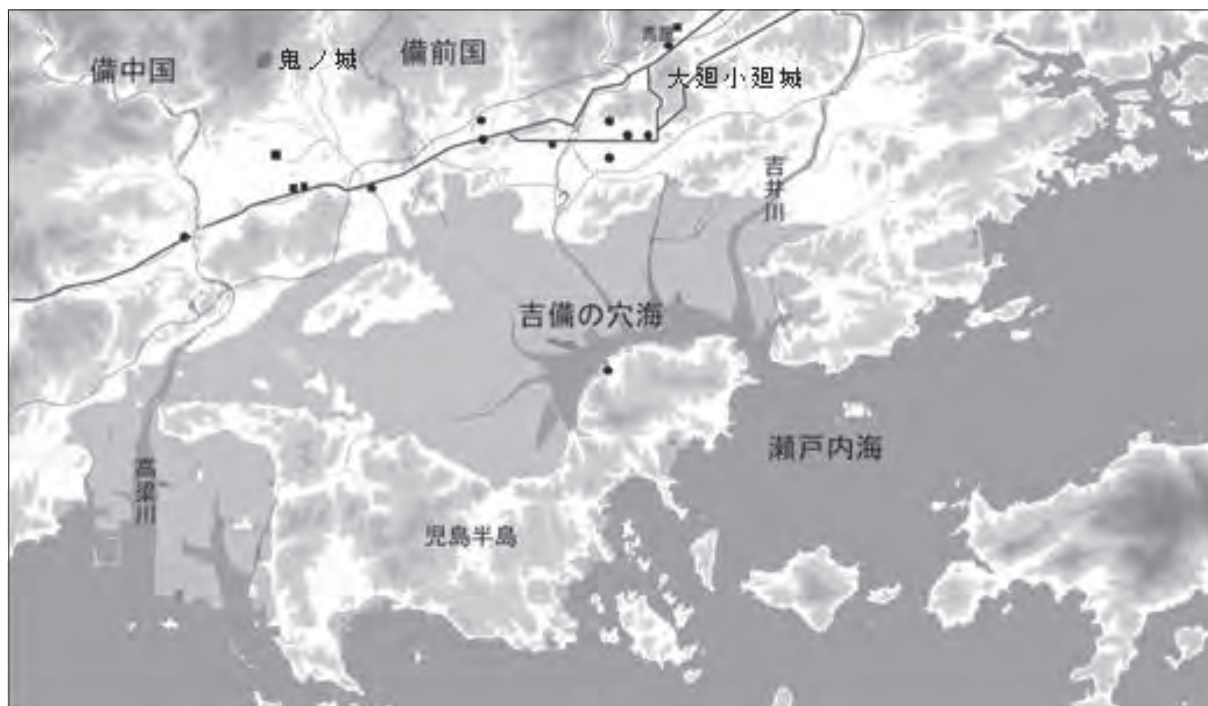 備中国
鬼ノ城
備前国
大廻小廻城
吉井川
吉備の穴海
瀬戸内海
高梁川
児島半島